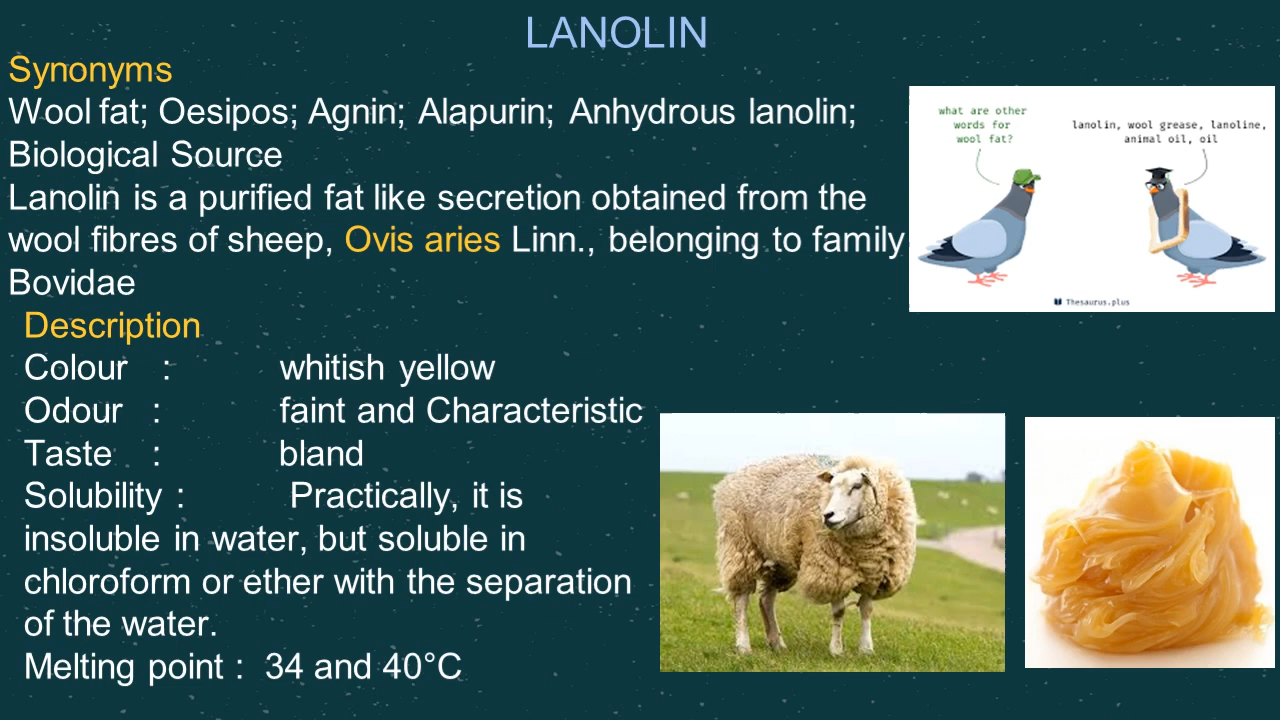 LANOLIN
Synonyms
Wool fat; Oesipos; Agnin; Alapurin; Anhydrous lanolin;
Biological Source
Lanolin is a purified fat like secretion obtained from the
wool fibres of sheep, Ovis aries Linn., belonging to family
Bovidae
Description
Colour : whitish yellow
Odour : faint and Characteristic
Taste : bland
Solubility : Practically, it is
insoluble in water, but soluble in
chloroform or ether with the separation
of the water.
Melting point : 34 and 40°C
what are other
words for
wool fat?
lanolin, wool grease, lanoline,
animal oil, oil
Thesaurus.plus